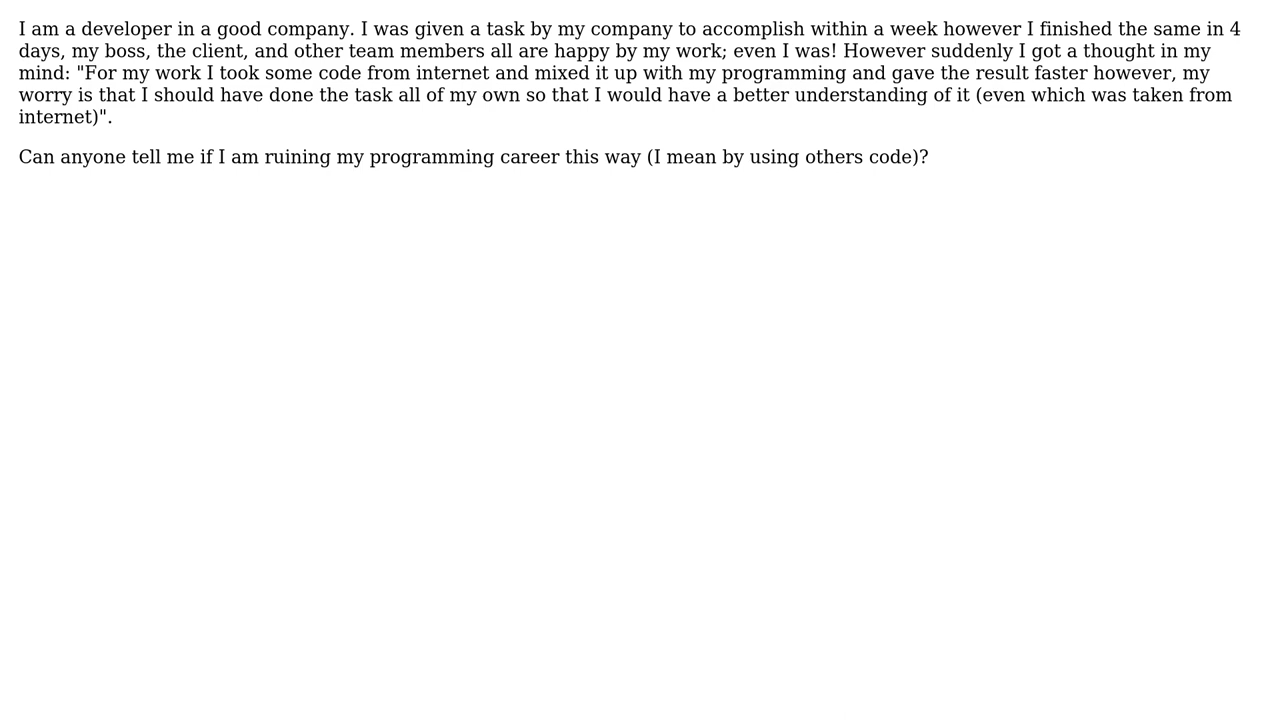 I am a developer in a good company. I was given a task by my company to accomplish within a week however I finished the same in 4
days, my boss, the client, and other team members all are happy by my work; even I was! However suddenly I got a thought in my
mind: "For my work I took some code from internet and mixed it up with my programming and gave the result faster however, my
worry is that I should have done the task all of my own so that I would have a better understanding of it (even which was taken from
internet)".
Can anyone tell me if I am ruining my programming career this way (I mean by using others code)?